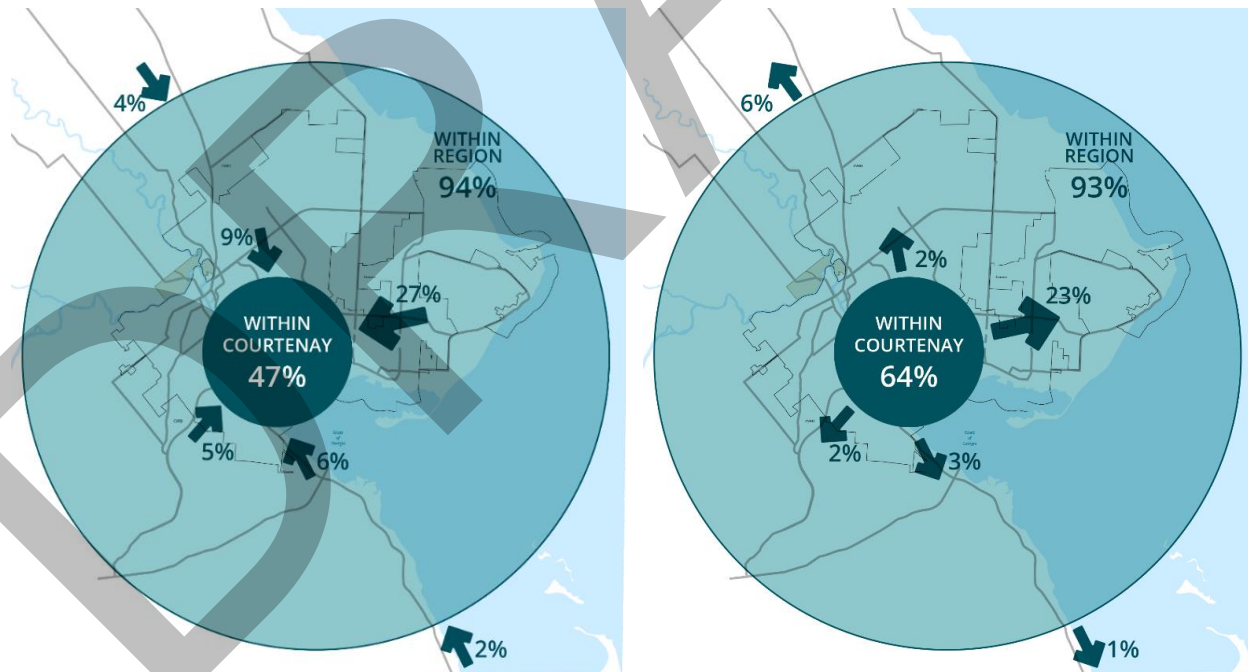 4%
WITHIN
REGION
94%
9%
27%
WITHIN
COURTENAY
47%
5%
6%
2%
6%
WITHIN
REGION
93%
2%
23%
WITHIN
COURTENAY
64%
2%
3%
1%